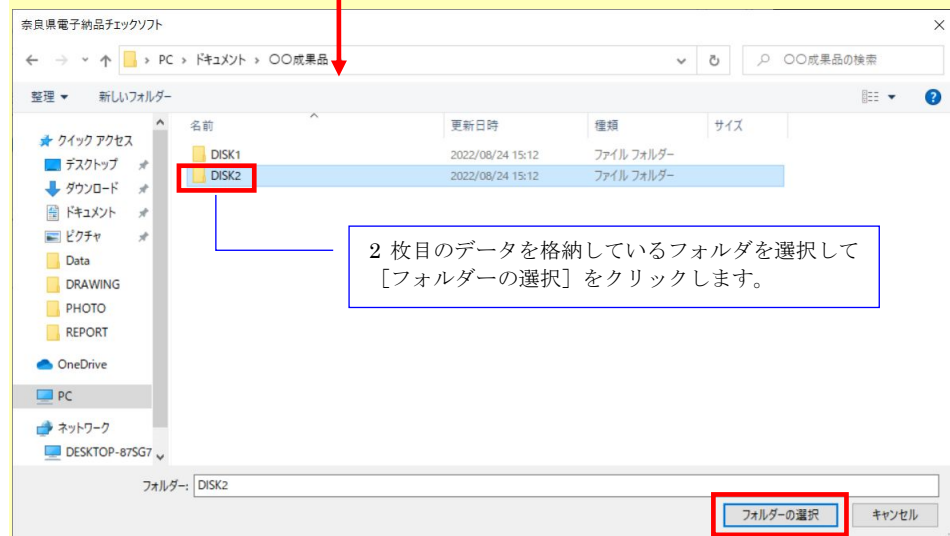 奈良県電子納品チェックソフト
PC › ドキュメント › 〇〇成果品
〇〇成果品の検索
整理 新しいフォルダー
名前 更新日時 種類 サイズ
DISK1 2022/08/24 15:12 ファイル フォルダー
DISK2 2022/08/24 15:12 ファイル フォルダー
クイック アクセス
デスクトップ
ダウンロード
ドキュメント
ピクチャ
Data
DRAWING
PHOTO
REPORT
OneDrive
PC
ネットワーク
DESKTOP-87SG7
2 枚目のデータを格納しているフォルダを選択して
［フォルダーの選択］をクリックします。
フォルダー: DISK2
フォルダーの選択 キャンセル